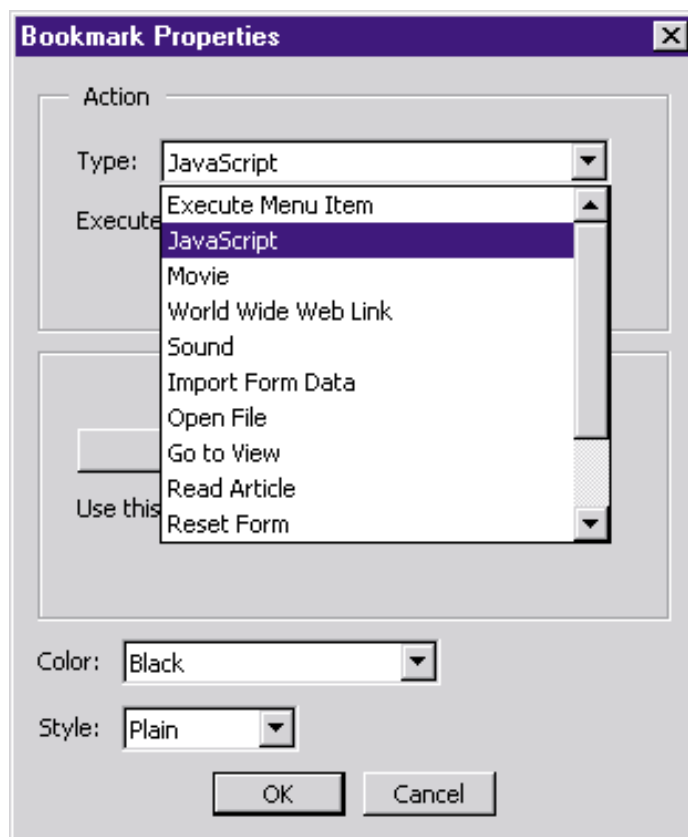 Bookmark Properties
Action
Type: JavaScript
Execute Menu Item
Execute
JavaScript
Movie
World Wide Web Link
Sound
Import Form Data
Open File
Go to View
Read Article
Use this
Reset Form
Color: Black
Style: Plain
OK Cancel